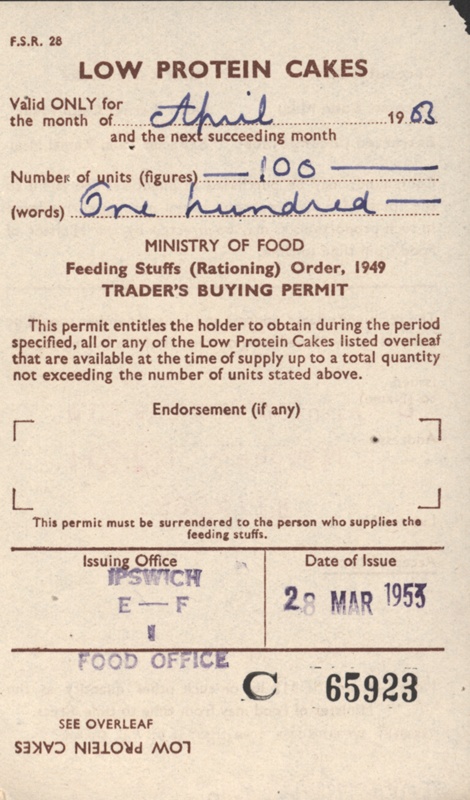 F.S.R. 28
LOW PROTEIN CAKES
Valid ONLY for
the month of April 1953
and the next succeeding month
Number of units (figures) — 100 —
(words) One hundred —
MINISTRY OF FOOD
Feeding Stuffs (Rationing) Order, 1949
TRADER'S BUYING PERMIT
This permit entitles the holder to obtain during the period
specified, all or any of the Low Protein Cakes listed overleaf
that are available at the time of supply up to a total quantity
not exceeding the number of units stated above.
Endorsement (if any)
This permit must be surrendered to the person who supplies the
feeding stuffs.
Issuing Office
IPSWICH
E — F
1
FOOD OFFICE
Date of Issue
28 MAR 1953
C 65923
SEE OVERLEAF
LOW PROTEIN CAKES